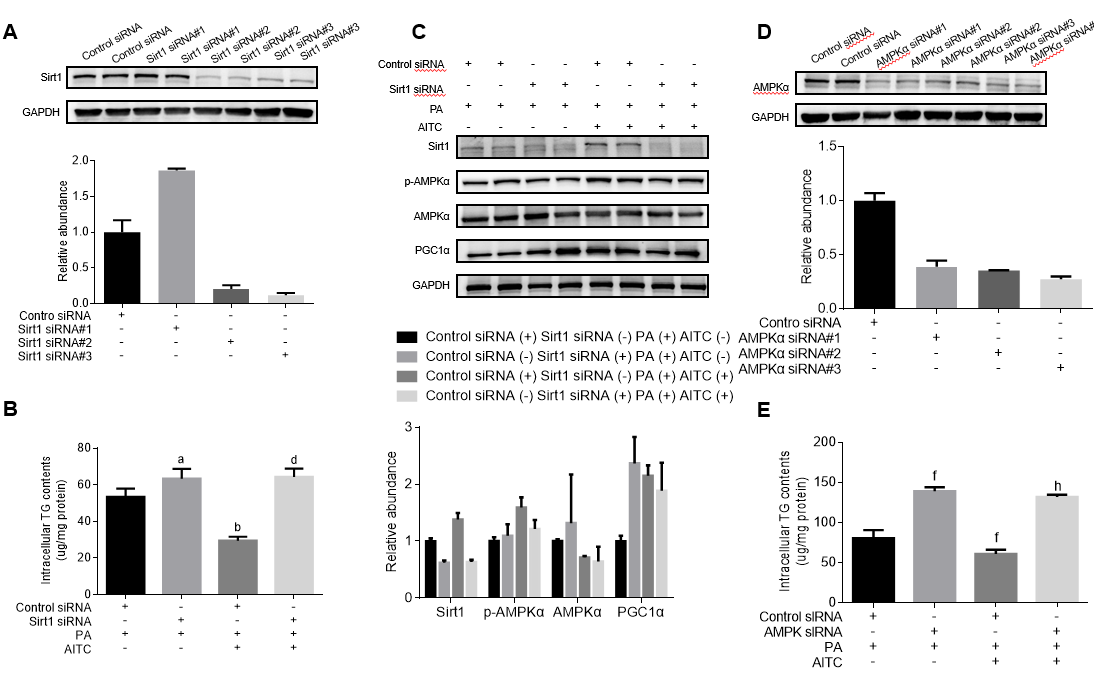 A
Control siRNA
Control siRNA
Sirt1 siRNA#1
Sirt1 siRNA#1
Sirt1 siRNA#2
Sirt1 siRNA#2
Sirt1 siRNA#3
Sirt1 siRNA#3
Sirt1
GAPDH
Relative abundance
2.0
1.5
1.0
0.5
0.0
Contro siRNA + - - -
Sirt1 siRNA#1 - + - -
Sirt1 siRNA#2 - - + -
Sirt1 siRNA#3 - - - +
B
Intracellular TG contents
(ug/mg protein)
80
60
40
20
0
a
b
d
Control siRNA + - + -
Sirt1 siRNA - + - +
PA + + + +
AITC - - + +
C
Control siRNA + + - - + + - -
Sirt1 siRNA - - + + - - + +
PA + + + + + + + +
AITC - - - - + + + +
Sirt1
p-AMPKα
AMPKα
PGC1α
GAPDH
Control siRNA (+) Sirt1 siRNA (-) PA (+) AITC (-)
Control siRNA (-) Sirt1 siRNA (+) PA (+) AITC (-)
Control siRNA (+) Sirt1 siRNA (-) PA (+) AITC (+)
Control siRNA (-) Sirt1 siRNA (+) PA (+) AITC (+)
Relative abundance
3
2
1
0
Sirt1 p-AMPKα AMPKα PGC1α
D
Control siRNA
Control siRNA
AMPKα siRNA#1
AMPKα siRNA#1
AMPKα siRNA#2
AMPKα siRNA#2
AMPKα siRNA#3
AMPKα siRNA#
AMPKα
GAPDH
Relative abundance
1.5
1.0
0.5
0.0
Contro siRNA + - - -
AMPKα siRNA#1 - + - -
AMPKα siRNA#2 - - + -
AMPKα siRNA#3 - - - +
E
Intracellular TG contents
(ug/mg protein)
200
150
100
50
0
f
f
h
Control siRNA + - + -
AMPK siRNA - + - +
PA + + + +
AITC - - + +